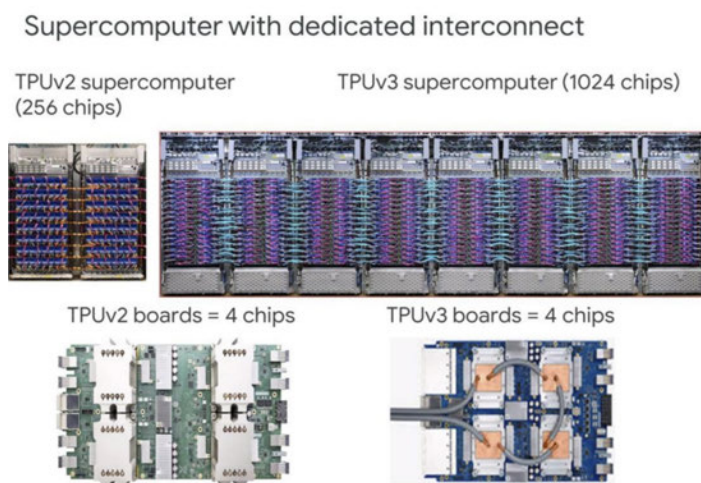 Supercomputer with dedicated interconnect
TPUv2 supercomputer
(256 chips)
TPUv3 supercomputer (1024 chips)
TPUv2 boards = 4 chips
TPUv3 boards = 4 chips